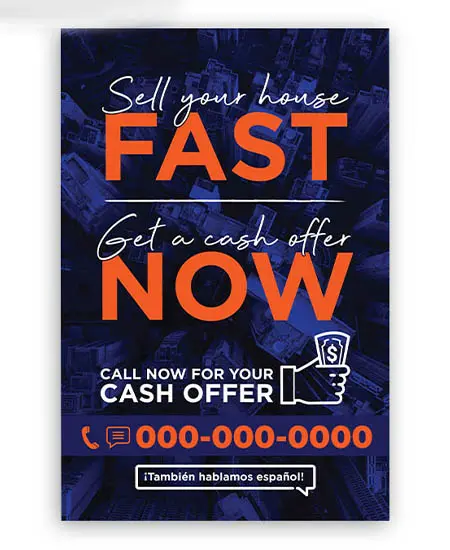 Sell your house
FAST
Get a cash offer
NOW
CALL NOW FOR YOUR
CASH OFFER
$
000-000-0000
¡También hablamos español!